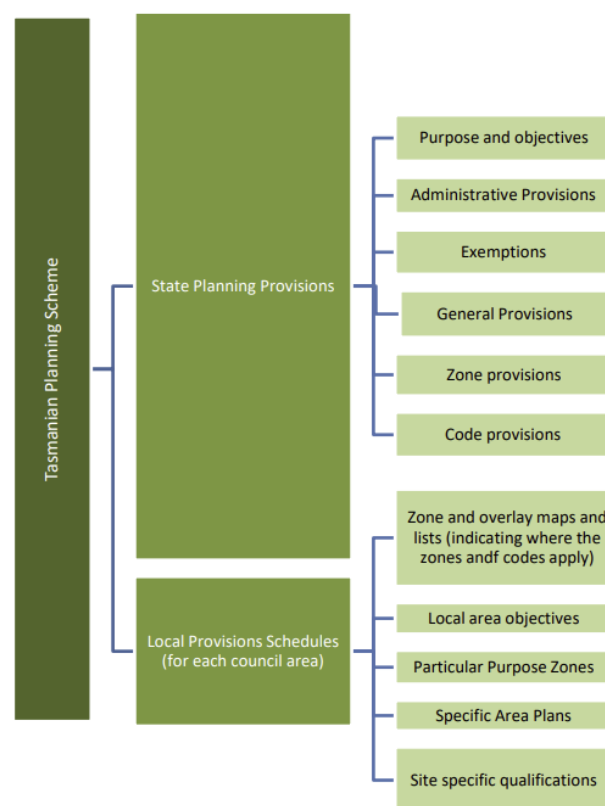 Tasmanian Planning Scheme
State Planning Provisions
Purpose and objectives
Administrative Provisions
Exemptions
General Provisions
Zone provisions
Code provisions
Local Provisions Schedules
(for each council area)
Zone and overlay maps and
lists (indicating where the
zones andf codes apply)
Local area objectives
Particular Purpose Zones
Specific Area Plans
Site specific qualifications